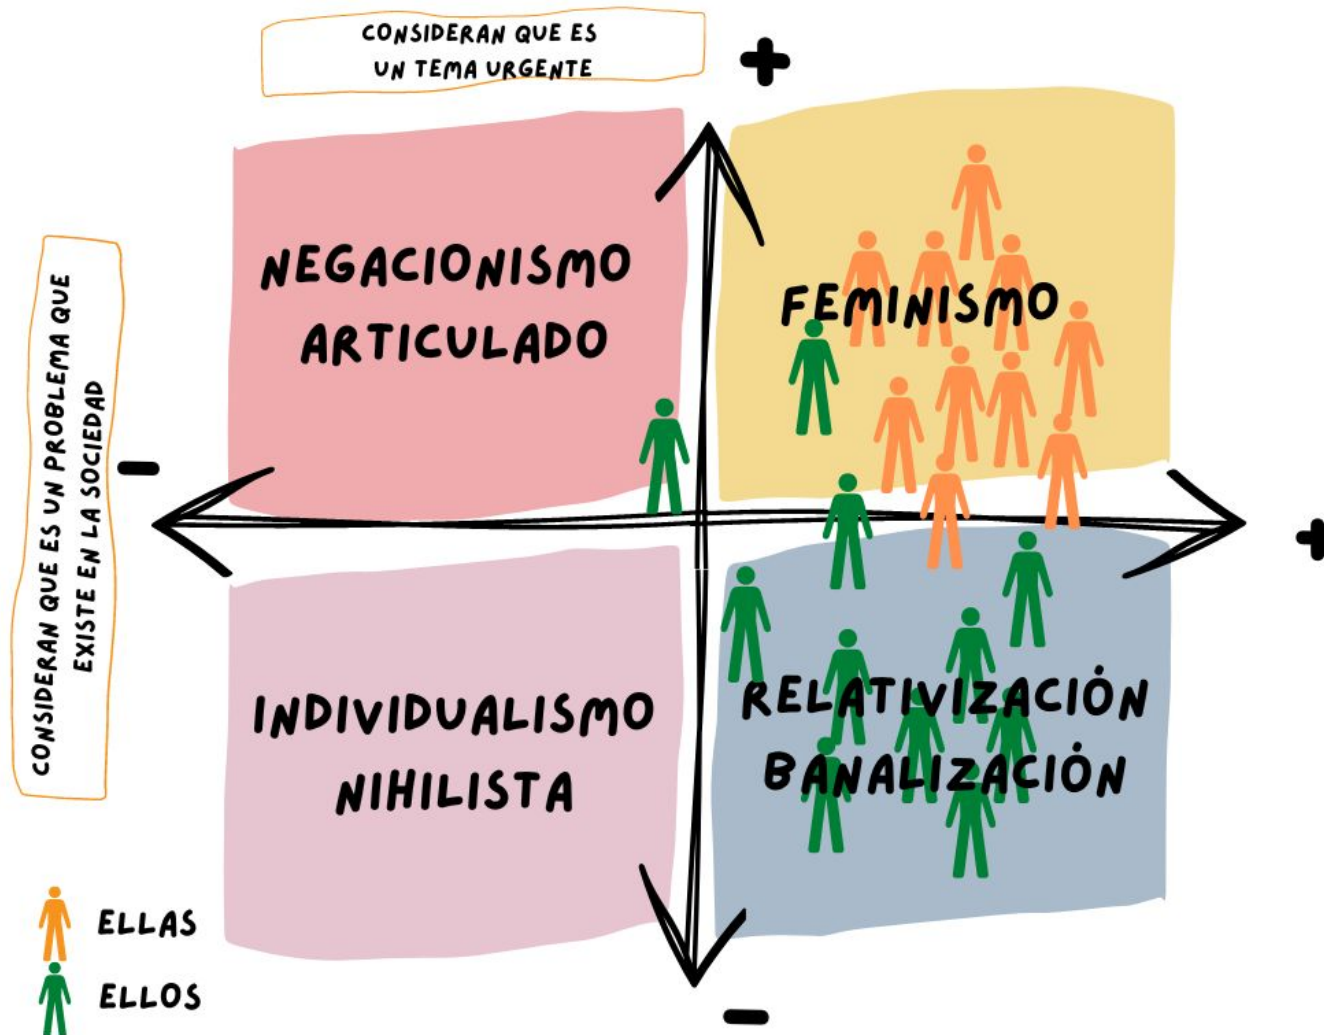 CONSIDERAN QUE ES
UN TEMA URGENTE
+
NEGACIONISMO
ARTICULADO
FEMINISMO
CONSIDERAN QUE ES UN PROBLEMA QUE
EXISTE EN LA SOCIEDAD
-
+
INDIVIDUALISMO
NIHILISTA
RELATIVIZACIÓN
BANALIZACIÓN
ELLAS
ELLOS
-